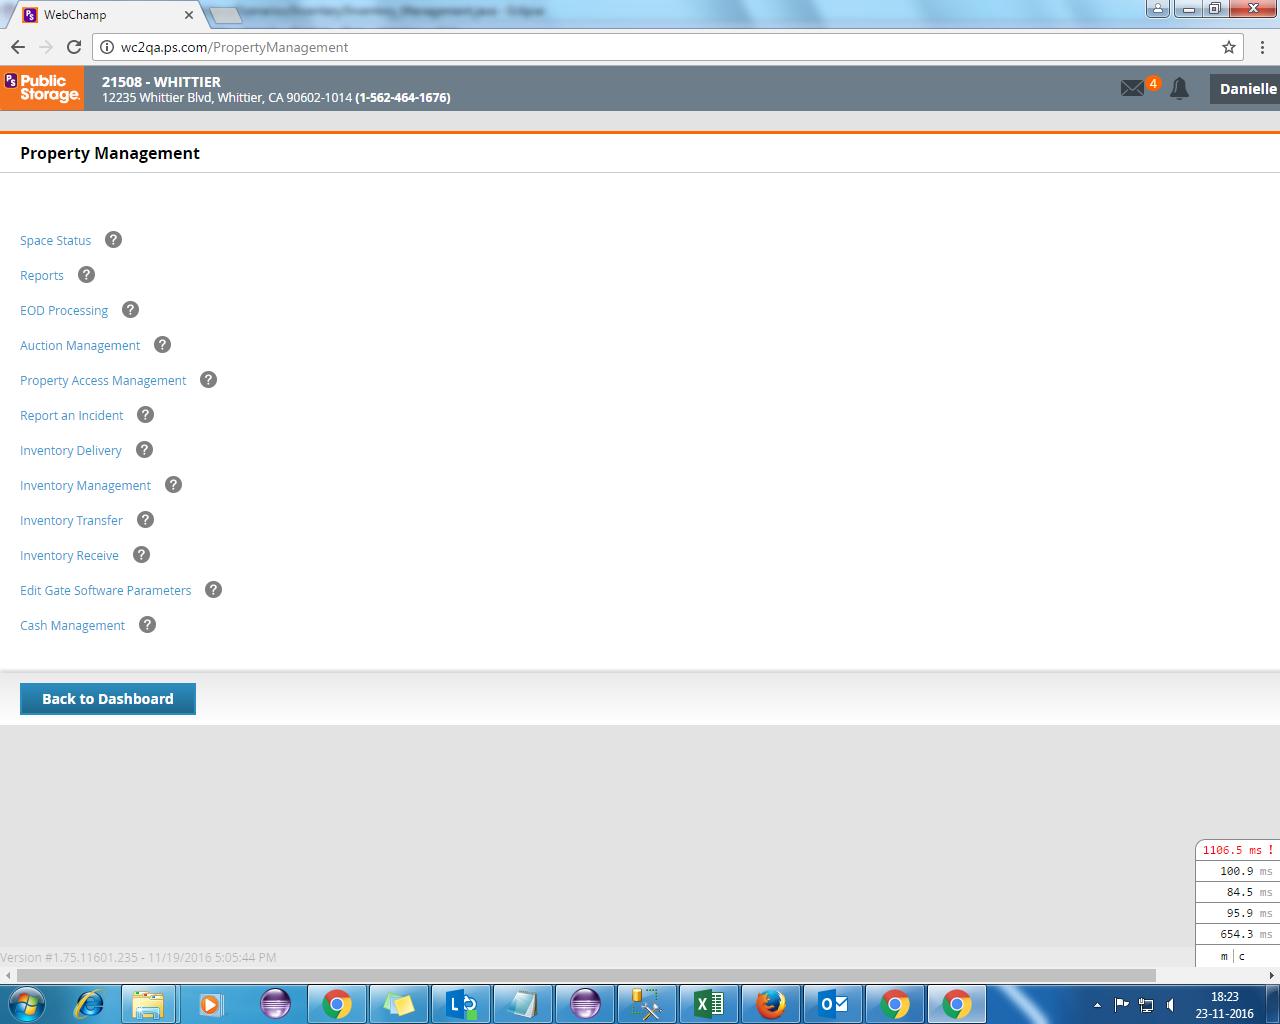 WebChamp
wc2qa.ps.com/PropertyManagement
PS Public Storage.
21508 - WHITTIER
12235 Whittier Blvd, Whittier, CA 90602-1014 (1-562-464-1676)
4
Danielle
Property Management
Space Status ?
Reports ?
EOD Processing ?
Auction Management ?
Property Access Management ?
Report an Incident ?
Inventory Delivery ?
Inventory Management ?
Inventory Transfer ?
Inventory Receive ?
Edit Gate Software Parameters ?
Cash Management ?
Back to Dashboard
1106.5 ms !
100.9 ms
84.5 ms
95.9 ms
654.3 ms
m | c
Version #1.75.11601.235 - 11/19/2016 5:05:44 PM
18:23
23-11-2016